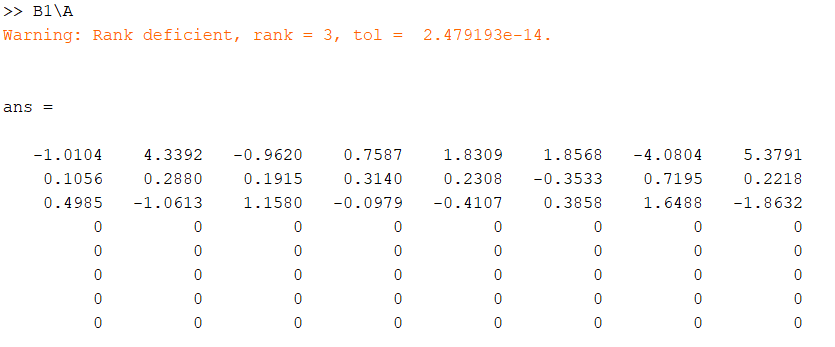 >> B1\A
Warning: Rank deficient, rank = 3, tol =  2.479193e-14.
ans =
-1.0104 4.3392 -0.9620 0.7587 1.8309 1.8568 -4.0804 5.3791
0.1056 0.2880 0.1915 0.3140 0.2308 -0.3533 0.7195 0.2218
0.4985 -1.0613 1.1580 -0.0979 -0.4107 0.3858 1.6488 -1.8632
0 0 0 0 0 0 0 0
0 0 0 0 0 0 0 0
0 0 0 0 0 0 0 0
0 0 0 0 0 0 0 0
0 0 0 0 0 0 0 0